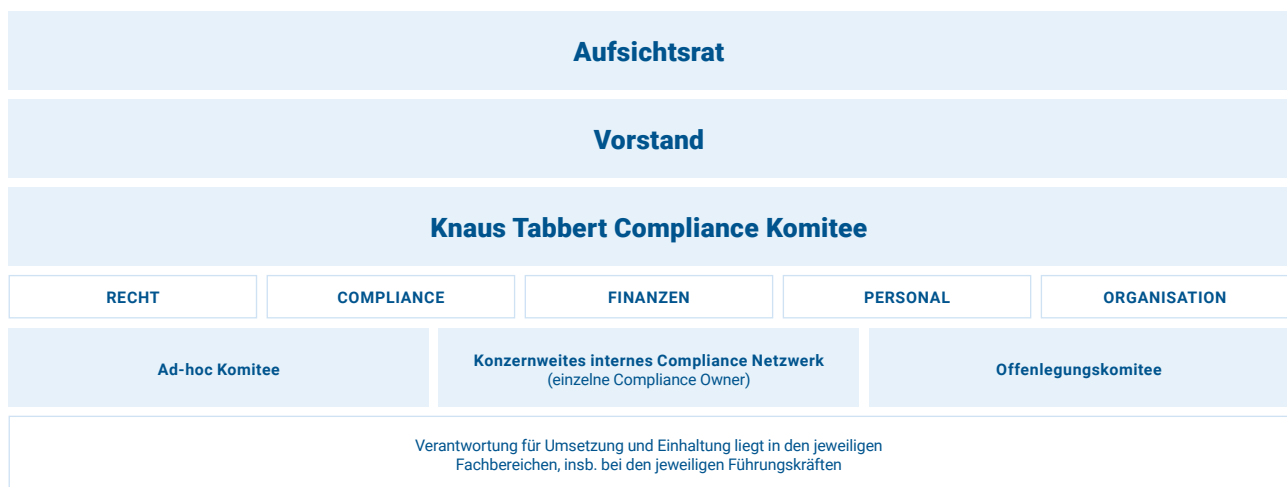 Aufsichtsrat
Vorstand
Knaus Tabbert Compliance Komitee
RECHT
COMPLIANCE
FINANZEN
PERSONAL
ORGANISATION
Ad-hoc Komitee
Konzernweites internes Compliance Netzwerk
(einzelne Compliance Owner)
Offenlegungskomitee
Verantwortung für Umsetzung und Einhaltung liegt in den jeweiligen
Fachbereichen, insb. bei den jeweiligen Führungskräften